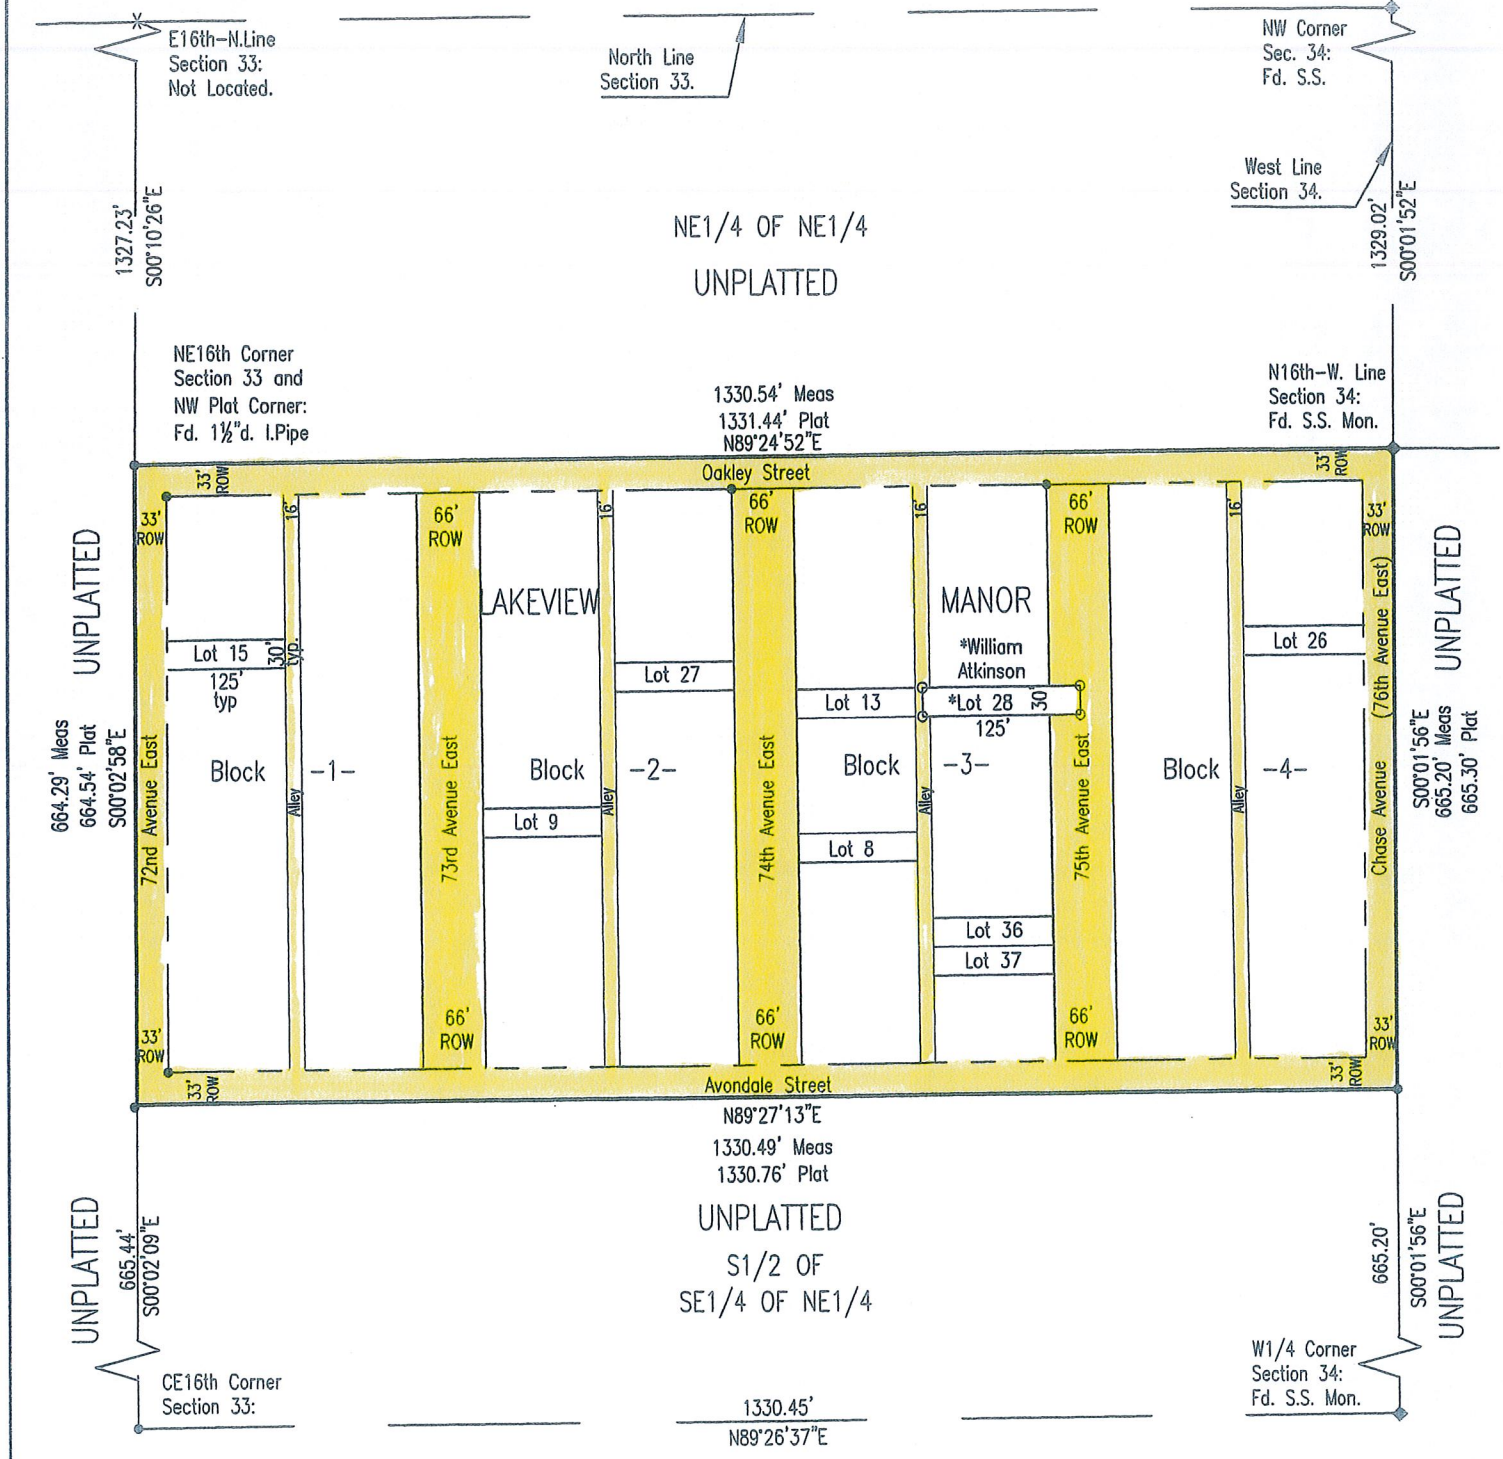 E16th-N.Line
Section 33:
Not Located.
North Line
Section 33.
NW Corner
Sec. 34:
Fd. S.S.
West Line
Section 34.
1327.23'
S00°10'26"E
1329.02'
S00°01'52"E
NE1/4 OF NE1/4
UNPLATTED
NE16th Corner
Section 33 and
NW Plat Corner:
Fd. 1½"d. I.Pipe
1330.54' Meas
1331.44' Plat
N89°24'52"E
N16th-W. Line
Section 34:
Fd. S.S. Mon.
33'
ROW
Oakley Street
33'
ROW
33'
ROW
16'
66'
ROW
16'
66'
ROW
16'
66'
ROW
16'
33'
ROW
UNPLATTED
LAKEVIEW
MANOR
(76th Avenue East)
UNPLATTED
Lot 15
30'
typ.
125'
typ
Lot 27
*William
Atkinson
Lot 13
*Lot 28
30'
125'
Lot 26
664.29' Meas
664.54' Plat
S00°02'58"E
72nd Avenue East
Block -1-
Alley
73rd Avenue East
Block -2-
Alley
74th Avenue East
Block -3-
Alley
75th Avenue East
Block -4-
Alley
Chase Avenue
S00°01'56"E
665.20' Meas
665.30' Plat
Lot 9
Lot 8
Lot 36
Lot 37
33'
ROW
66'
ROW
66'
ROW
66'
ROW
33'
ROW
33'
ROW
Avondale Street
33'
ROW
N89°27'13"E
1330.49' Meas
1330.76' Plat
UNPLATTED
S1/2 OF
SE1/4 OF NE1/4
UNPLATTED
665.44'
S00°02'09"E
665.20'
S00°01'56"E
UNPLATTED
CE16th Corner
Section 33:
W1/4 Corner
Section 34:
Fd. S.S. Mon.
1330.45'
N89°26'37"E